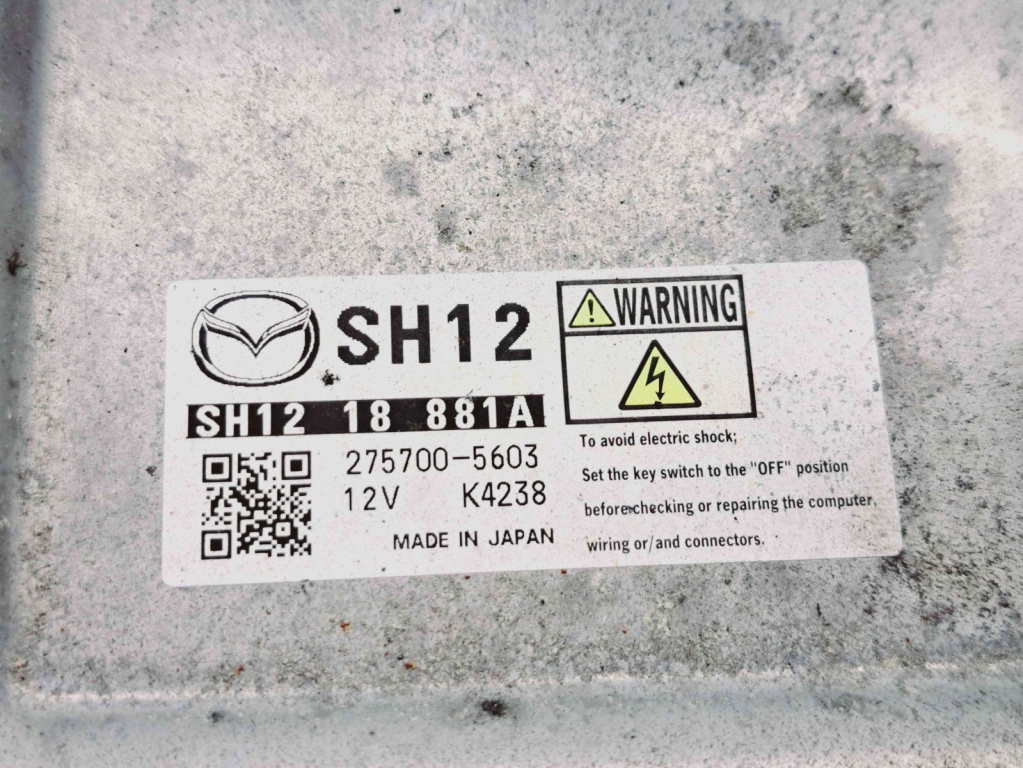 SH12
SH12 18 881A
275700-5603
12V K4238
MADE IN JAPAN
WARNING
To avoid electric shock;
Set the key switch to the "OFF" position
before checking or repairing the computer,
wiring or/and connectors.